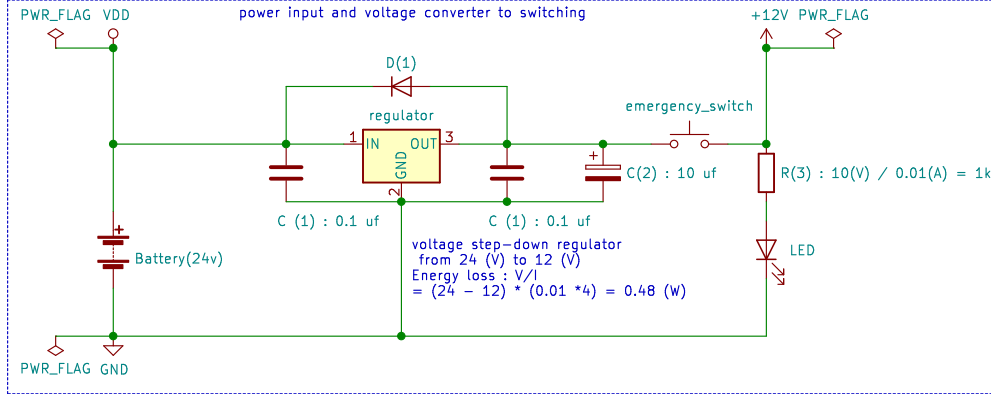 power input and voltage converter to switching
PWR_FLAG VDD
+12V PWR_FLAG
D(1)
regulator
emergency_switch
1 IN OUT 3
GND
2
+
C(2) : 10 uf
R(3) : 10(V) / 0.01(A) = 1k
C (1) : 0.1 uf
C (1) : 0.1 uf
+
Battery(24v)
voltage step-down regulator
from 24 (V) to 12 (V)
Energy loss : V/I
= (24 - 12) * (0.01 *4) = 0.48 (W)
LED
PWR_FLAG GND